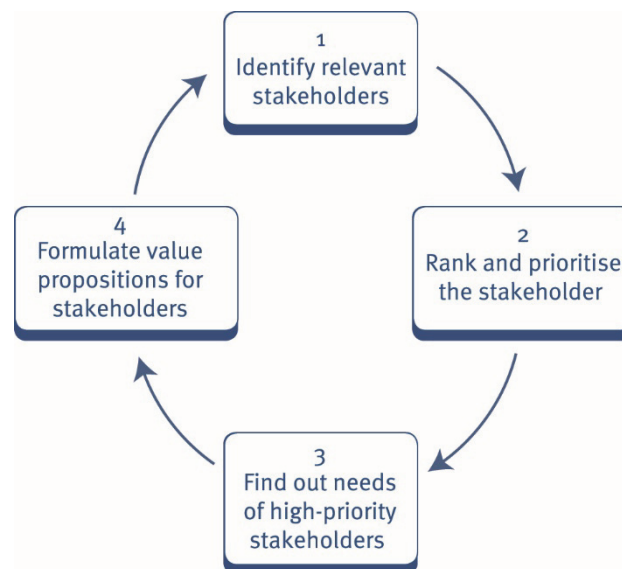 1
Identify relevant
stakeholders
2
Rank and prioritise
the stakeholder
3
Find out needs
of high-priority
stakeholders
4
Formulate value
propositions for
stakeholders